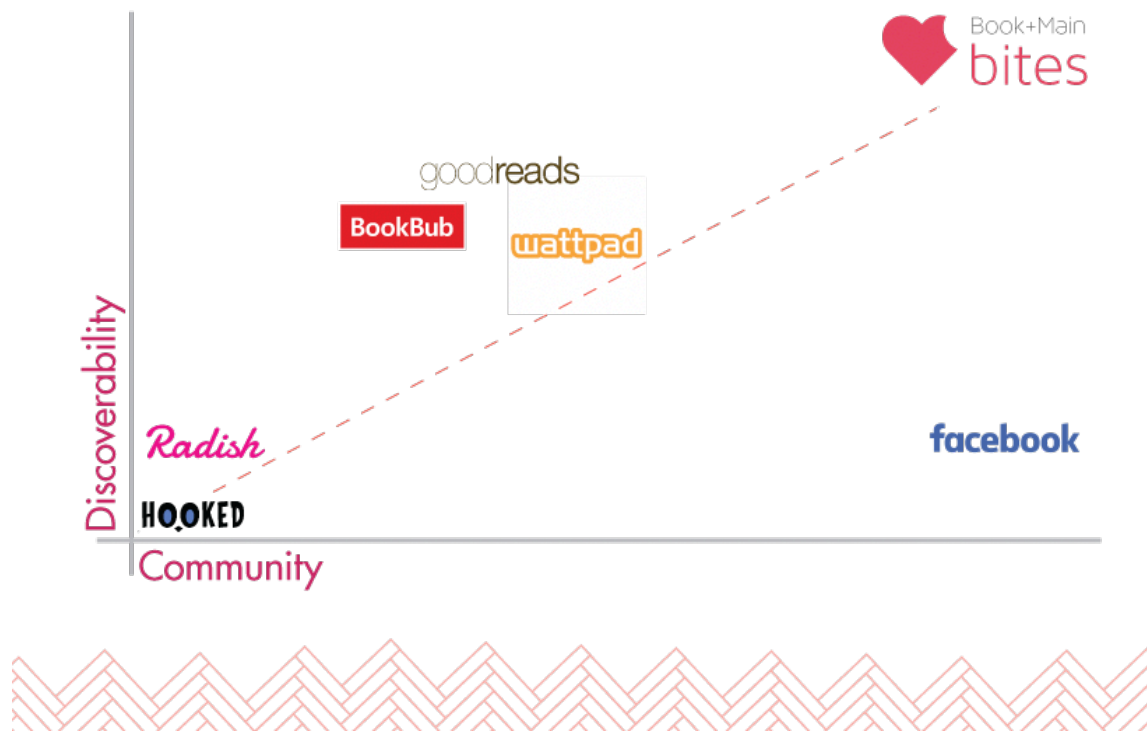 Book+Main
bites
goodreads
BookBub
wattpad
Discoverability
Radish
facebook
HOOKED
Community